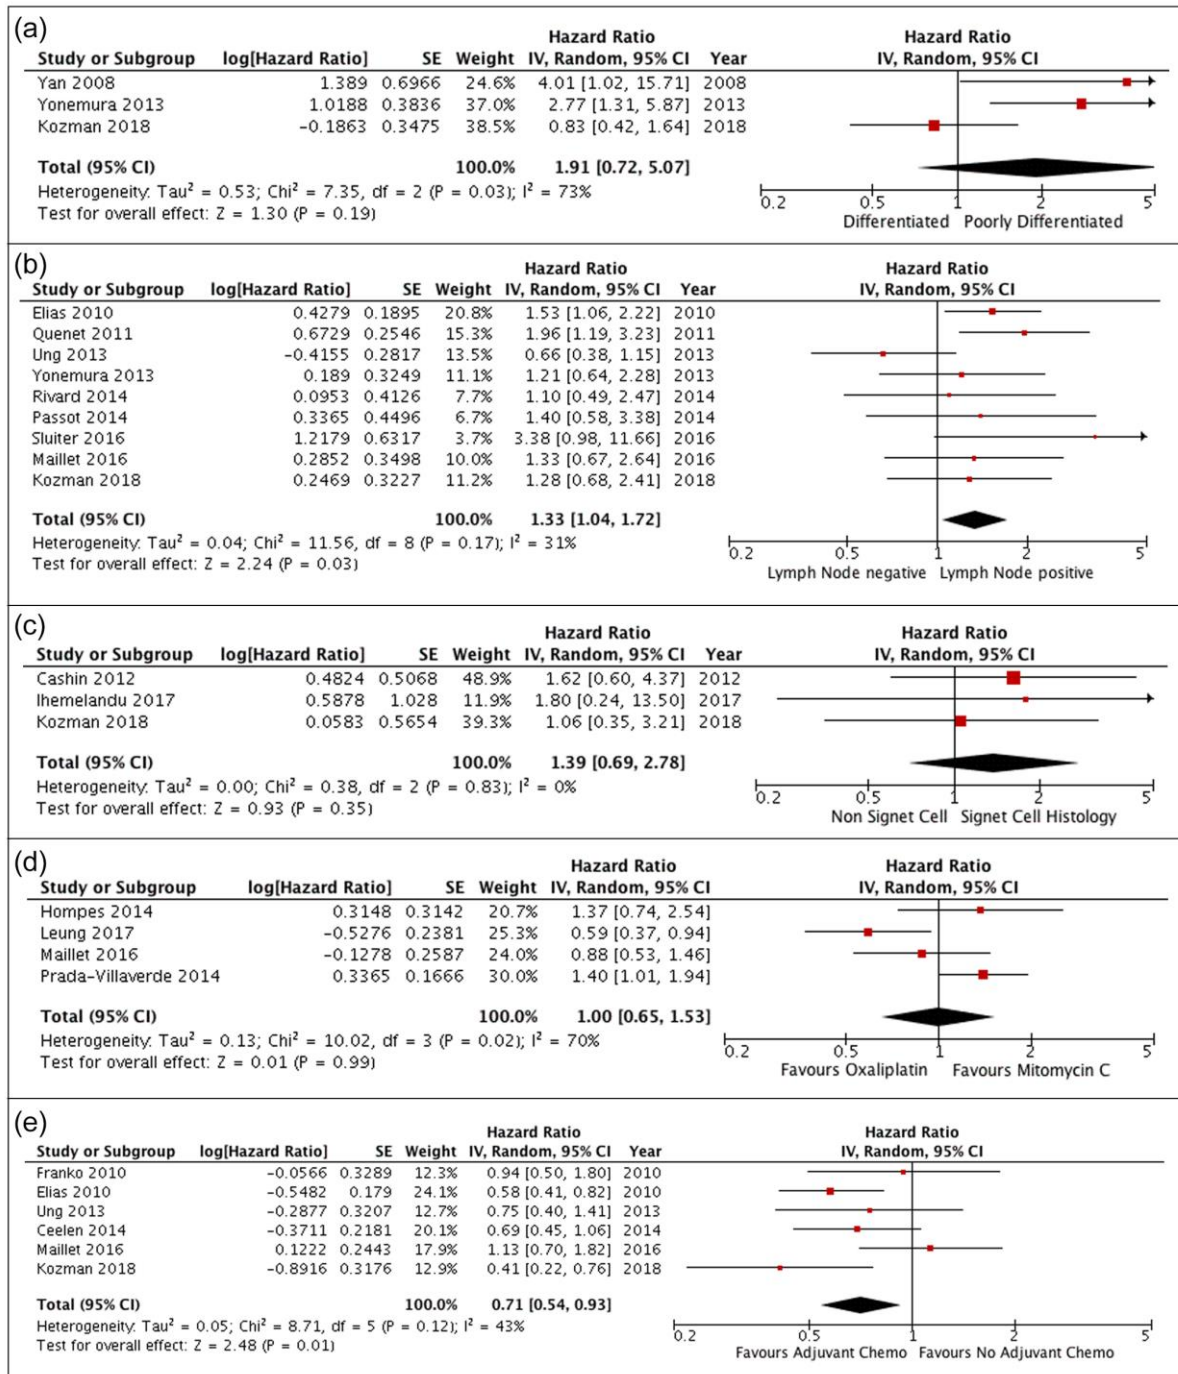 (a)
Hazard Ratio Hazard Ratio
Study or Subgroup log[Hazard Ratio] SE Weight IV, Random, 95% CI Year IV, Random, 95% CI
Yan 2008 1.389 0.6966 24.6% 4.01 [1.02, 15.71] 2008
Yonemura 2013 1.0188 0.3836 37.0% 2.77 [1.31, 5.87] 2013
Kozman 2018 -0.1863 0.3475 38.5% 0.83 [0.42, 1.64] 2018
Total (95% CI) 100.0% 1.91 [0.72, 5.07]
Heterogeneity: Tau² = 0.53; Chi² = 7.35, df = 2 (P = 0.03); I² = 73%
Test for overall effect: Z = 1.30 (P = 0.19)
0.2 0.5 1 2 5
Differentiated Poorly Differentiated
(b)
Hazard Ratio Hazard Ratio
Study or Subgroup log[Hazard Ratio] SE Weight IV, Random, 95% CI Year IV, Random, 95% CI
Elias 2010 0.4279 0.1895 20.8% 1.53 [1.06, 2.22] 2010
Quenet 2011 0.6729 0.2546 15.3% 1.96 [1.19, 3.23] 2011
Ung 2013 -0.4155 0.2817 13.5% 0.66 [0.38, 1.15] 2013
Yonemura 2013 0.189 0.3249 11.1% 1.21 [0.64, 2.28] 2013
Rivard 2014 0.0953 0.4126 7.7% 1.10 [0.49, 2.47] 2014
Passot 2014 0.3365 0.4496 6.7% 1.40 [0.58, 3.38] 2014
Sluiter 2016 1.2179 0.6317 3.7% 3.38 [0.98, 11.66] 2016
Maillet 2016 0.2852 0.3498 10.0% 1.33 [0.67, 2.64] 2016
Kozman 2018 0.2469 0.3227 11.2% 1.28 [0.68, 2.41] 2018
Total (95% CI) 100.0% 1.33 [1.04, 1.72]
Heterogeneity: Tau² = 0.04; Chi² = 11.56, df = 8 (P = 0.17); I² = 31%
Test for overall effect: Z = 2.24 (P = 0.03)
0.2 0.5 1 2 5
Lymph Node negative Lymph Node positive
(c)
Hazard Ratio Hazard Ratio
Study or Subgroup log[Hazard Ratio] SE Weight IV, Random, 95% CI Year IV, Random, 95% CI
Cashin 2012 0.4824 0.5068 48.9% 1.62 [0.60, 4.37] 2012
Ihemelandu 2017 0.5878 1.028 11.9% 1.80 [0.24, 13.50] 2017
Kozman 2018 0.0583 0.5654 39.3% 1.06 [0.35, 3.21] 2018
Total (95% CI) 100.0% 1.39 [0.69, 2.78]
Heterogeneity: Tau² = 0.00; Chi² = 0.38, df = 2 (P = 0.83); I² = 0%
Test for overall effect: Z = 0.93 (P = 0.35)
0.2 0.5 1 2 5
Non Signet Cell Signet Cell Histology
(d)
Hazard Ratio Hazard Ratio
Study or Subgroup log[Hazard Ratio] SE Weight IV, Random, 95% CI IV, Random, 95% CI
Hompes 2014 0.3148 0.3142 20.7% 1.37 [0.74, 2.54]
Leung 2017 -0.5276 0.2381 25.3% 0.59 [0.37, 0.94]
Maillet 2016 -0.1278 0.2587 24.0% 0.88 [0.53, 1.46]
Prada-Villaverde 2014 0.3365 0.1666 30.0% 1.40 [1.01, 1.94]
Total (95% CI) 100.0% 1.00 [0.65, 1.53]
Heterogeneity: Tau² = 0.13; Chi² = 10.02, df = 3 (P = 0.02); I² = 70%
Test for overall effect: Z = 0.01 (P = 0.99)
0.2 0.5 1 2 5
Favours Oxaliplatin Favours Mitomycin C
(e)
Hazard Ratio Hazard Ratio
Study or Subgroup log[Hazard Ratio] SE Weight IV, Random, 95% CI Year IV, Random, 95% CI
Franko 2010 -0.0566 0.3289 12.3% 0.94 [0.50, 1.80] 2010
Elias 2010 -0.5482 0.179 24.1% 0.58 [0.41, 0.82] 2010
Ung 2013 -0.2877 0.3207 12.7% 0.75 [0.40, 1.41] 2013
Ceelen 2014 -0.3711 0.2181 20.1% 0.69 [0.45, 1.06] 2014
Maillet 2016 0.1222 0.2443 17.9% 1.13 [0.70, 1.82] 2016
Kozman 2018 -0.8916 0.3176 12.9% 0.41 [0.22, 0.76] 2018
Total (95% CI) 100.0% 0.71 [0.54, 0.93]
Heterogeneity: Tau² = 0.05; Chi² = 8.71, df = 5 (P = 0.12); I² = 43%
Test for overall effect: Z = 2.48 (P = 0.01)
0.2 0.5 1 2 5
Favours Adjuvant Chemo Favours No Adjuvant Chemo